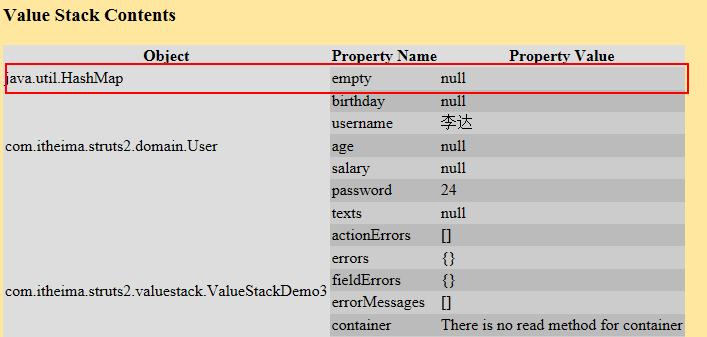 Value Stack Contents
Object Property Name Property Value
java.util.HashMap empty null
birthday null
username 李达
com.itheima.struts2.domain.User age null
salary null
password 24
texts null
actionErrors []
errors {}
com.itheima.struts2.valuestack.ValueStackDemo3 fieldErrors {}
errorMessages []
container There is no read method for container